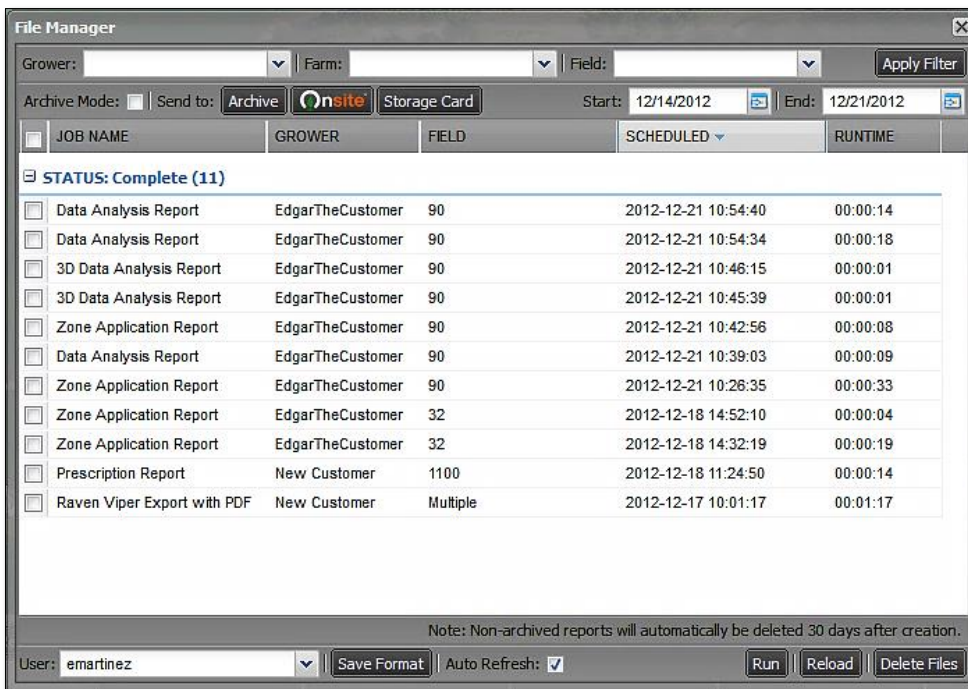 File Manager
Grower: | Farm: | Field: Apply Filter
Archive Mode: | Send to: Archive Onsite Storage Card Start: 12/14/2012 | End: 12/21/2012
JOB NAME GROWER FIELD SCHEDULED RUNTIME
STATUS: Complete (11)
Data Analysis Report EdgarTheCustomer 90 2012-12-21 10:54:40 00:00:14
Data Analysis Report EdgarTheCustomer 90 2012-12-21 10:54:34 00:00:18
3D Data Analysis Report EdgarTheCustomer 90 2012-12-21 10:46:15 00:00:01
3D Data Analysis Report EdgarTheCustomer 90 2012-12-21 10:45:39 00:00:01
Zone Application Report EdgarTheCustomer 90 2012-12-21 10:42:56 00:00:08
Data Analysis Report EdgarTheCustomer 90 2012-12-21 10:39:03 00:00:09
Zone Application Report EdgarTheCustomer 90 2012-12-21 10:26:35 00:00:33
Zone Application Report EdgarTheCustomer 32 2012-12-18 14:52:10 00:00:04
Zone Application Report EdgarTheCustomer 32 2012-12-18 14:32:19 00:00:19
Prescription Report New Customer 1100 2012-12-18 11:24:50 00:00:14
Raven Viper Export with PDF New Customer Multiple 2012-12-17 10:01:17 00:01:17
Note: Non-archived reports will automatically be deleted 30 days after creation.
User: emartinez | Save Format | Auto Refresh: Run | Reload | Delete Files